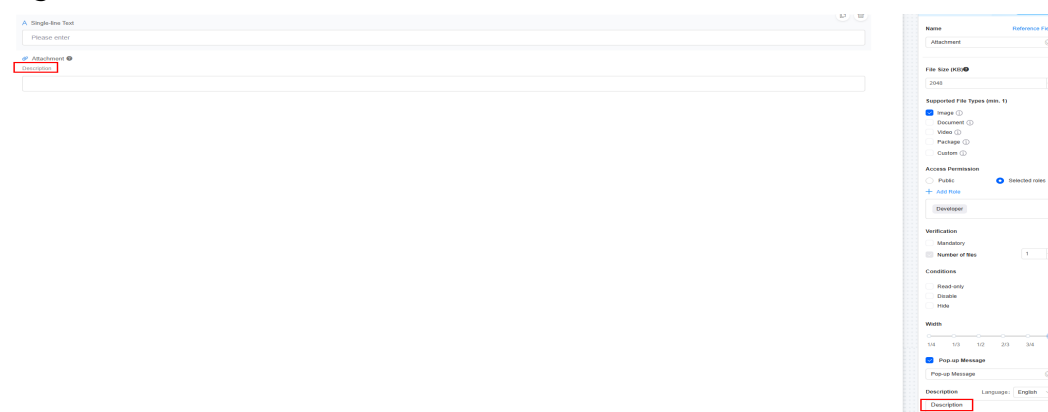 Single-line Text
Please enter
Attachment
Description
Name
Reference Fie
Attachment
File Size (KB)
2048
Supported File Types (min. 1)
Image
Document
Video
Package
Custom
Access Permission
Public
Selected roles
+ Add Role
Developer
Verification
Mandatory
Number of files
1
Conditions
Read-only
Disable
Hide
Width
1/4 1/3 1/2 2/3 3/4
Pop-up Message
Pop-up Message
Description Language: English
Description